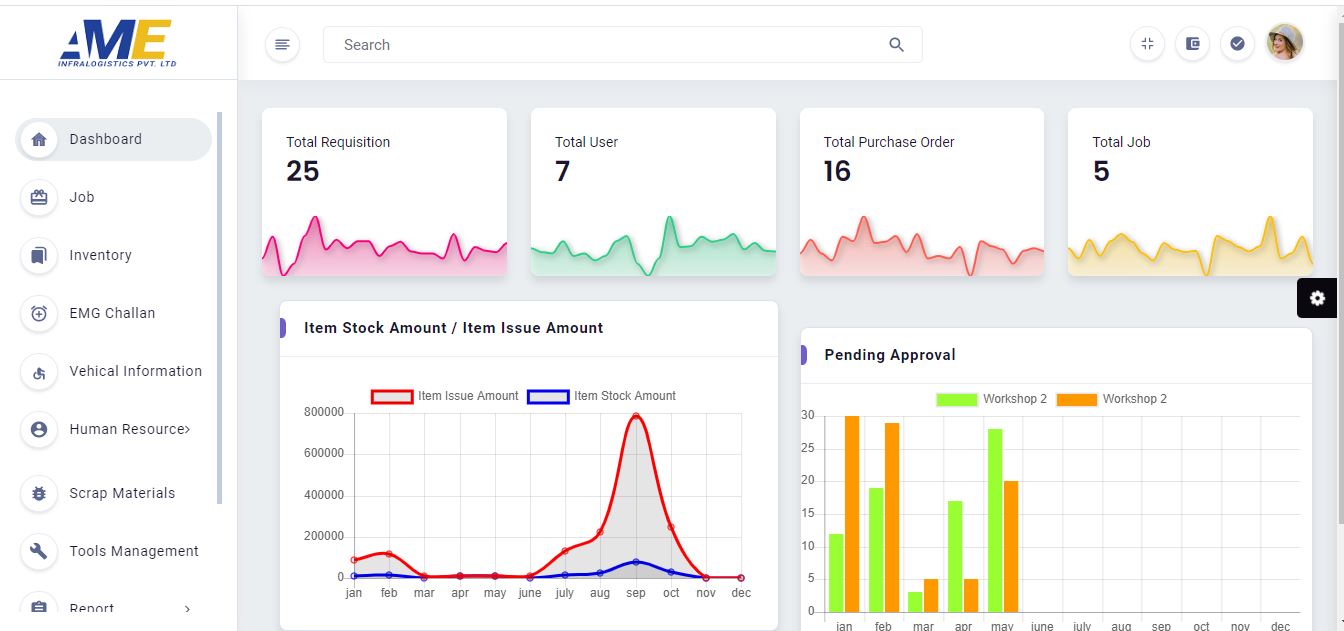 AME
INFRALOGISTICS PVT. LTD
Search
Dashboard
Job
Inventory
EMG Challan
Vehical Information
Human Resource>
Scrap Materials
Tools Management
Report >
Total Requisition
25
Total User
7
Total Purchase Order
16
Total Job
5
Item Stock Amount / Item Issue Amount
Item Issue Amount Item Stock Amount
800000
600000
400000
200000
0
jan feb mar apr may june july aug sep oct nov dec
Pending Approval
Workshop 2 Workshop 2
30
25
20
15
10
5
0
jan feb mar apr may june july aug sep oct nov dec